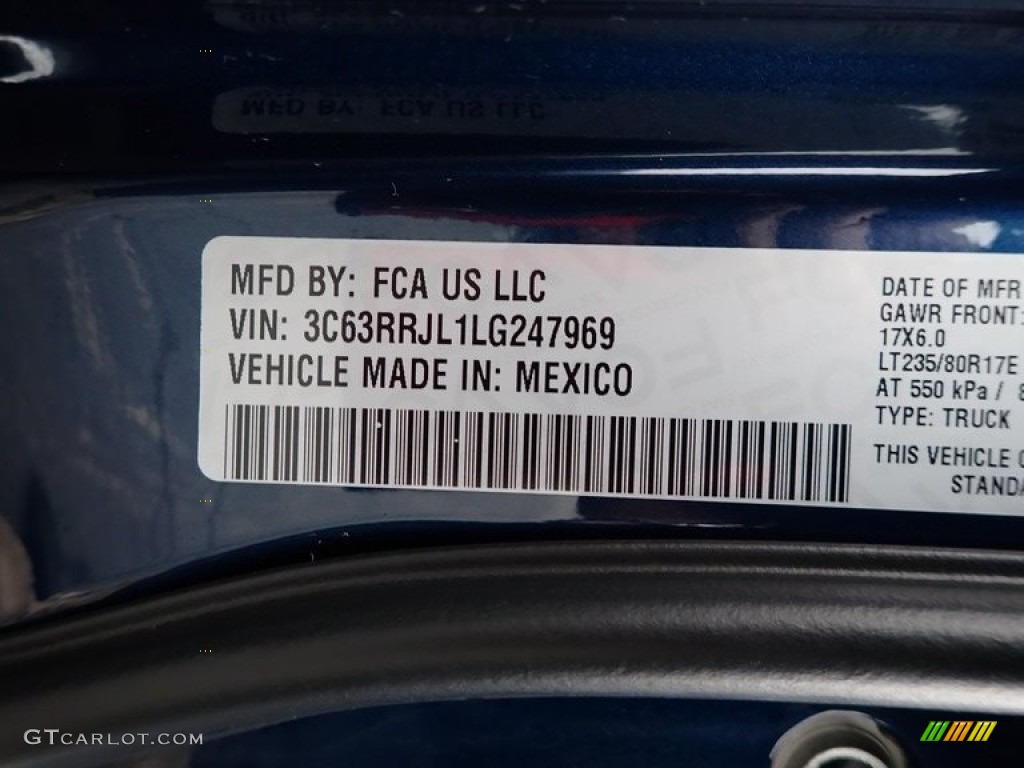 MFD BY: FCA US LLC
VIN: 3C63RRJL1LG247969
VEHICLE MADE IN: MEXICO
DATE OF MFR
GAWR FRONT:
17X6.0
LT235/80R17E
AT 550 kPa /
TYPE: TRUCK
THIS VEHICLE
STANDA
GTCARLOT.COM